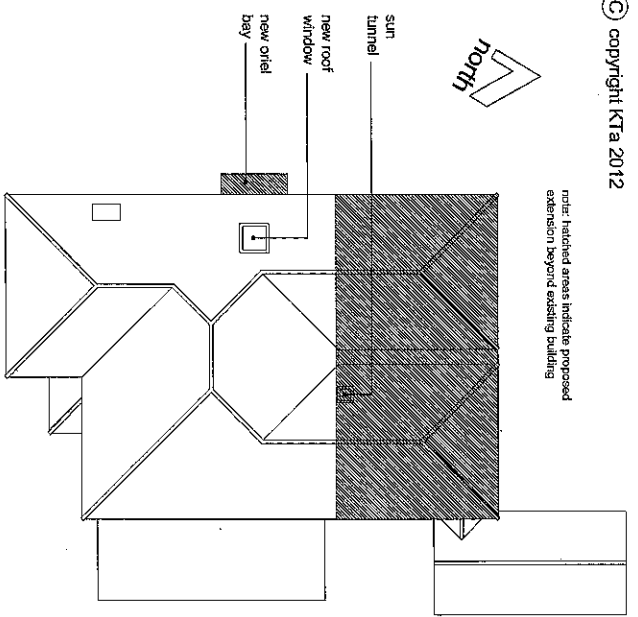 © copyright KTa 2012
note: hatched areas indicate proposed
extension beyond existing building
north
sun
tunnel
new roof
window
new oriel
bay